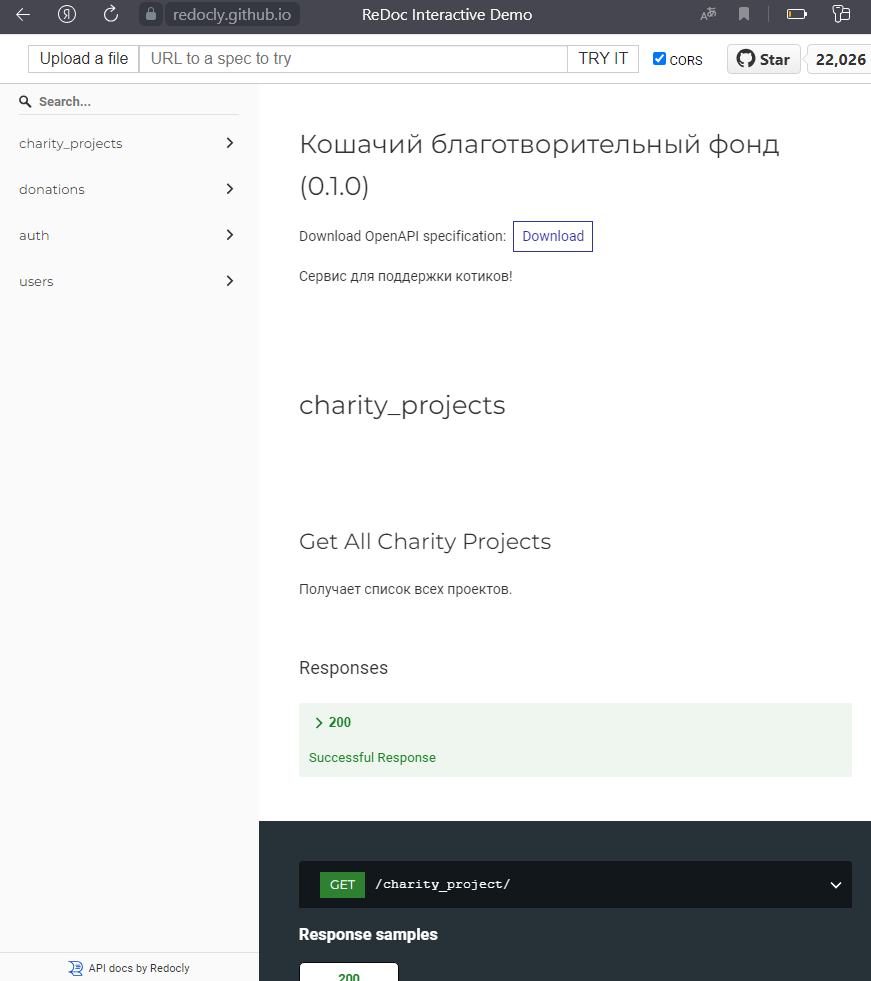 redocly.github.io
ReDoc Interactive Demo
Upload a file
URL to a spec to try
TRY IT
CORS
Star
22,026
Search...
charity_projects
donations
auth
users
API docs by Redocly
Кошачий благотворительный фонд
(0.1.0)
Download OpenAPI specification: Download
Сервис для поддержки котиков!
charity_projects
Get All Charity Projects
Получает список всех проектов.
Responses
200
Successful Response
GET /charity_project/
Response samples
200